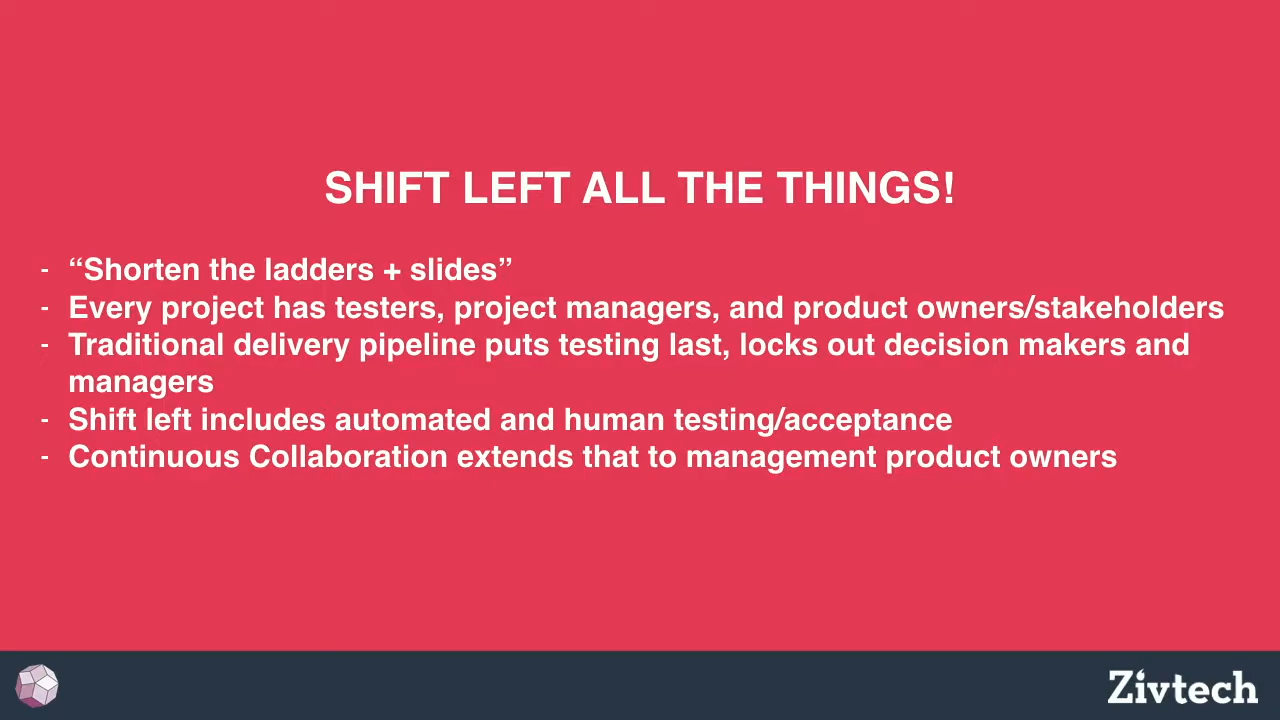 SHIFT LEFT ALL THE THINGS!
- “Shorten the ladders + slides”
- Every project has testers, project managers, and product owners/stakeholders
- Traditional delivery pipeline puts testing last, locks out decision makers and
managers
- Shift left includes automated and human testing/acceptance
- Continuous Collaboration extends that to management product owners
Zivtech